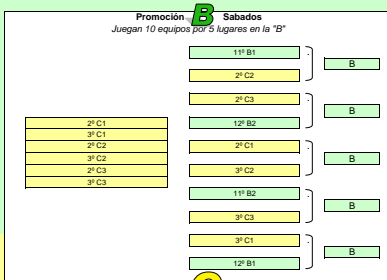 Promoción B Sabados
Juegan 10 equipos por 5 lugares en la "B"
2º C1
3º C1
2º C2
3º C2
2º C3
3º C3
11º B1
2º C2
B
2º C3
12º B2
B
2º C1
3º C2
B
11º B2
3º C3
B
3º C1
12º B1
B